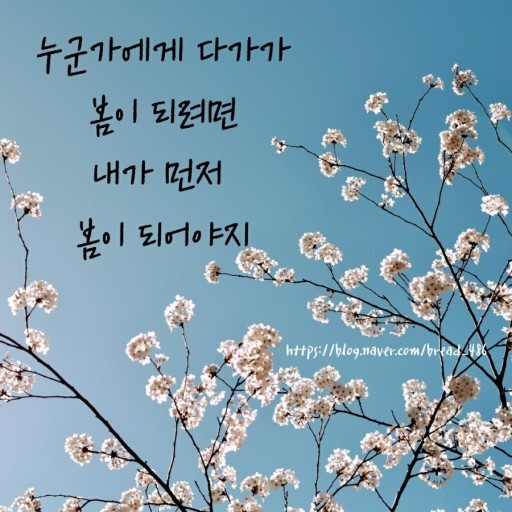 누군가에게 다가가
봄이 되려면
내가 먼저
봄이 되어야지
https://blog.naver.com/bread_486